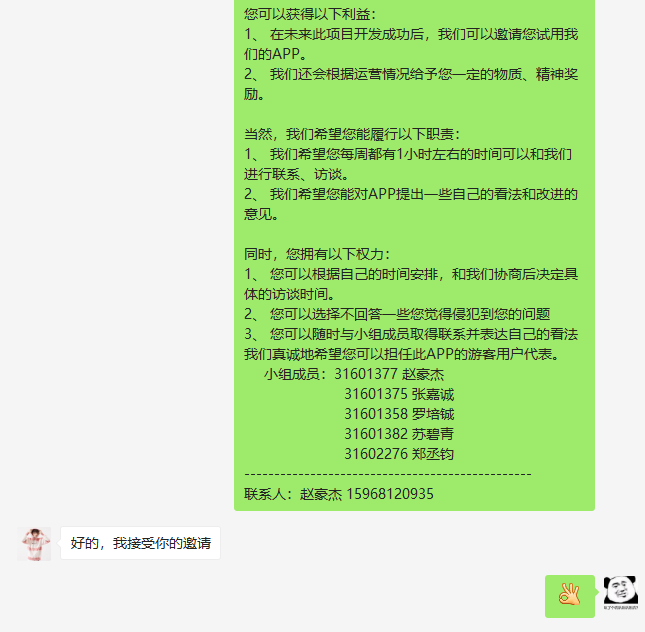 您可以获得以下利益：
1、 在未来此项目开发成功后，我们可以邀请您试用我
们的APP。
2、 我们还会根据运营情况给予您一定的物质、精神奖
励。
当然，我们希望您能履行以下职责：
1、 我们希望您每周都有1小时左右的时间可以和我们
进行联系、访谈。
2、 我们希望您能对APP提出一些自己的看法和改进的
意见。
同时，您拥有以下权力：
1、 您可以根据自己的时间安排，和我们协商后决定具
体的访谈时间。
2、 您可以选择不回答一些您觉得侵犯到您的问题
3、 您可以随时与小组成员取得联系并表达自己的看法
我们真诚地希望您可以担任此APP的游客用户代表。
小组成员：31601377 赵豪杰
31601375 张嘉诚
31601358 罗培铖
31601382 苏碧青
31602276 郑丞钧
------------------------------------------------
联系人：赵豪杰 15968120935
好的，我接受你的邀请